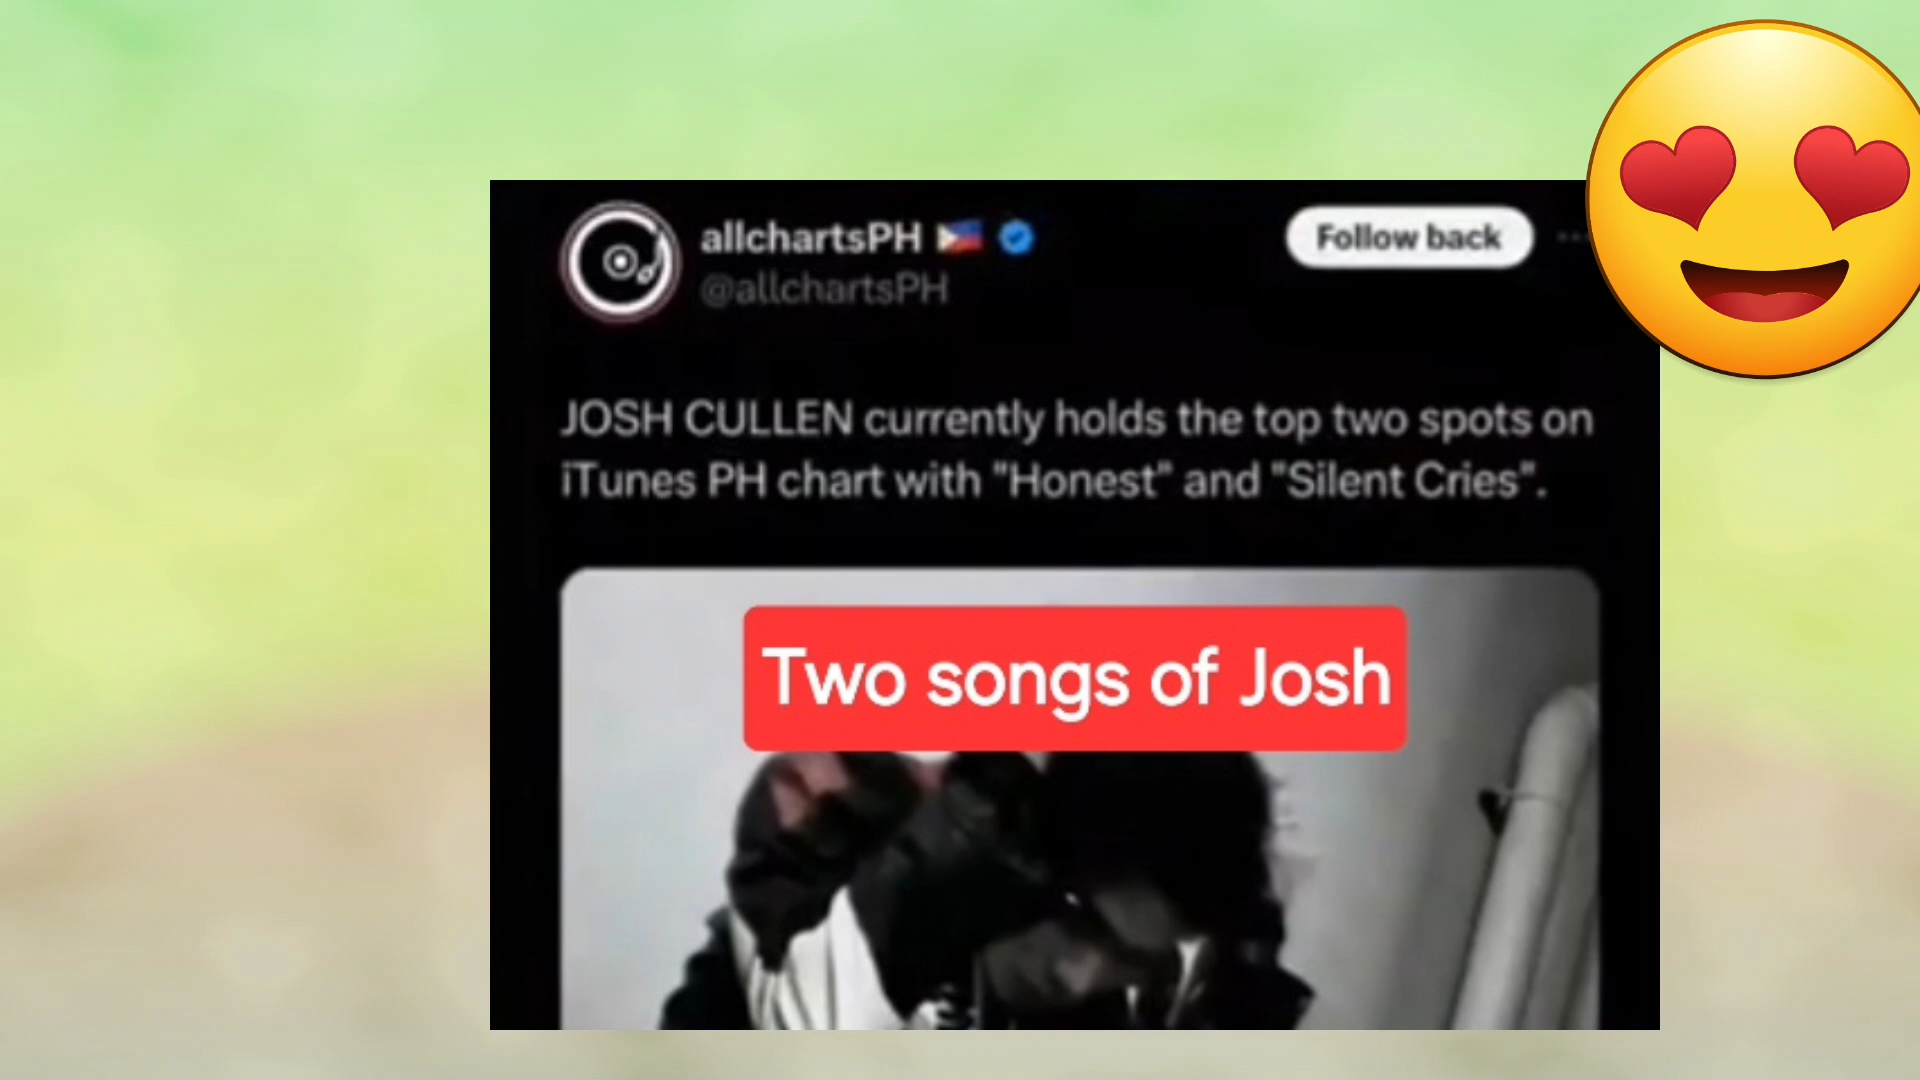 allchartsPH 🇵🇭
Follow back
@allchartsPH
JOSH CULLEN currently holds the top two spots on
iTunes PH chart with "Honest" and "Silent Cries".
Two songs of Josh